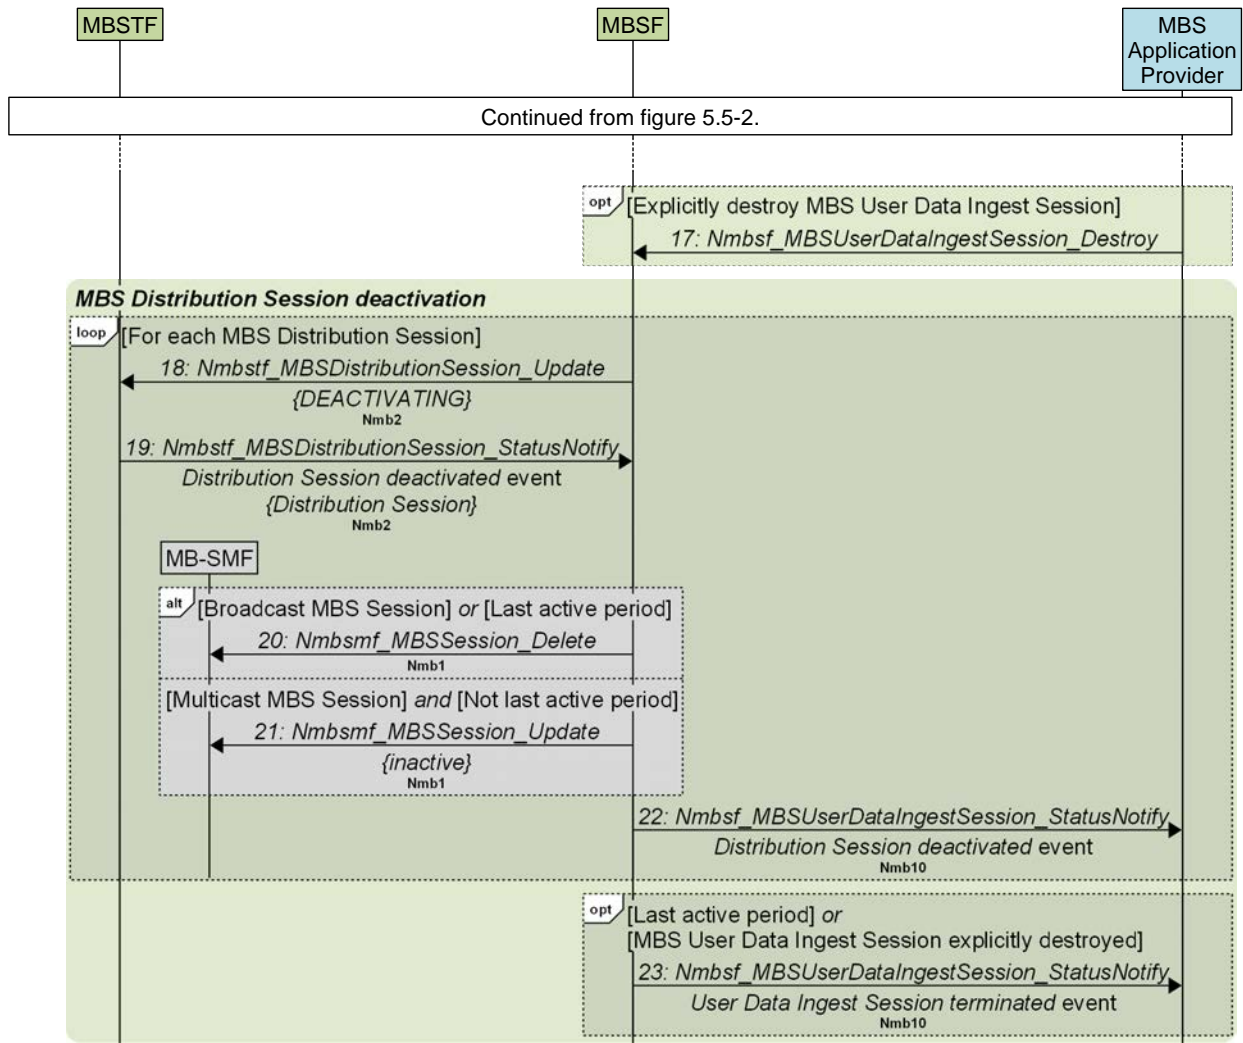 MBSTF
MBSF
MBS
Application
Provider
Continued from figure 5.5-2.
opt
[Explicitly destroy MBS User Data Ingest Session]
17: Nmbsf_MBSUserDataIngestSession_Destroy
MBS Distribution Session deactivation
loop
[For each MBS Distribution Session]
18: Nmbstf_MBSDistributionSession_Update
{DEACTIVATING}
Nmb2
19: Nmbstf_MBSDistributionSession_StatusNotify
Distribution Session deactivated event
{Distribution Session}
Nmb2
MB-SMF
alt
[Broadcast MBS Session] or [Last active period]
20: Nmbsmf_MBSSession_Delete
Nmb1
[Multicast MBS Session] and [Not last active period]
21: Nmbsmf_MBSSession_Update
{inactive}
Nmb1
22: Nmbsf_MBSUserDataIngestSession_StatusNotify
Distribution Session deactivated event
Nmb10
opt
[Last active period] or
[MBS User Data Ingest Session explicitly destroyed]
23: Nmbsf_MBSUserDataIngestSession_StatusNotify
User Data Ingest Session terminated event
Nmb10